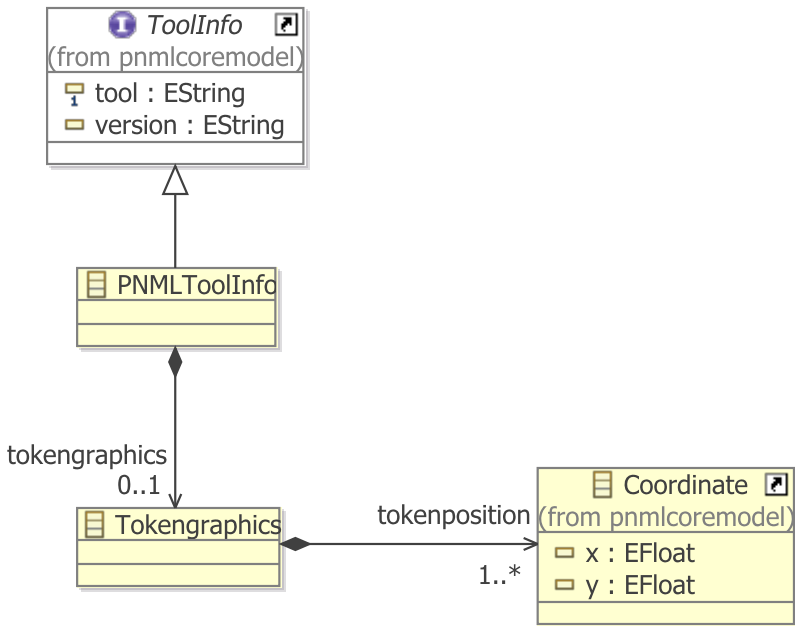 ToolInfo
(from pnmlcoremodel)
1 tool : EString
version : EString
PNMLToolInfo
tokengraphics
0..1
Tokengraphics
tokenposition
1..*
Coordinate
(from pnmlcoremodel)
x : EFloat
y : EFloat